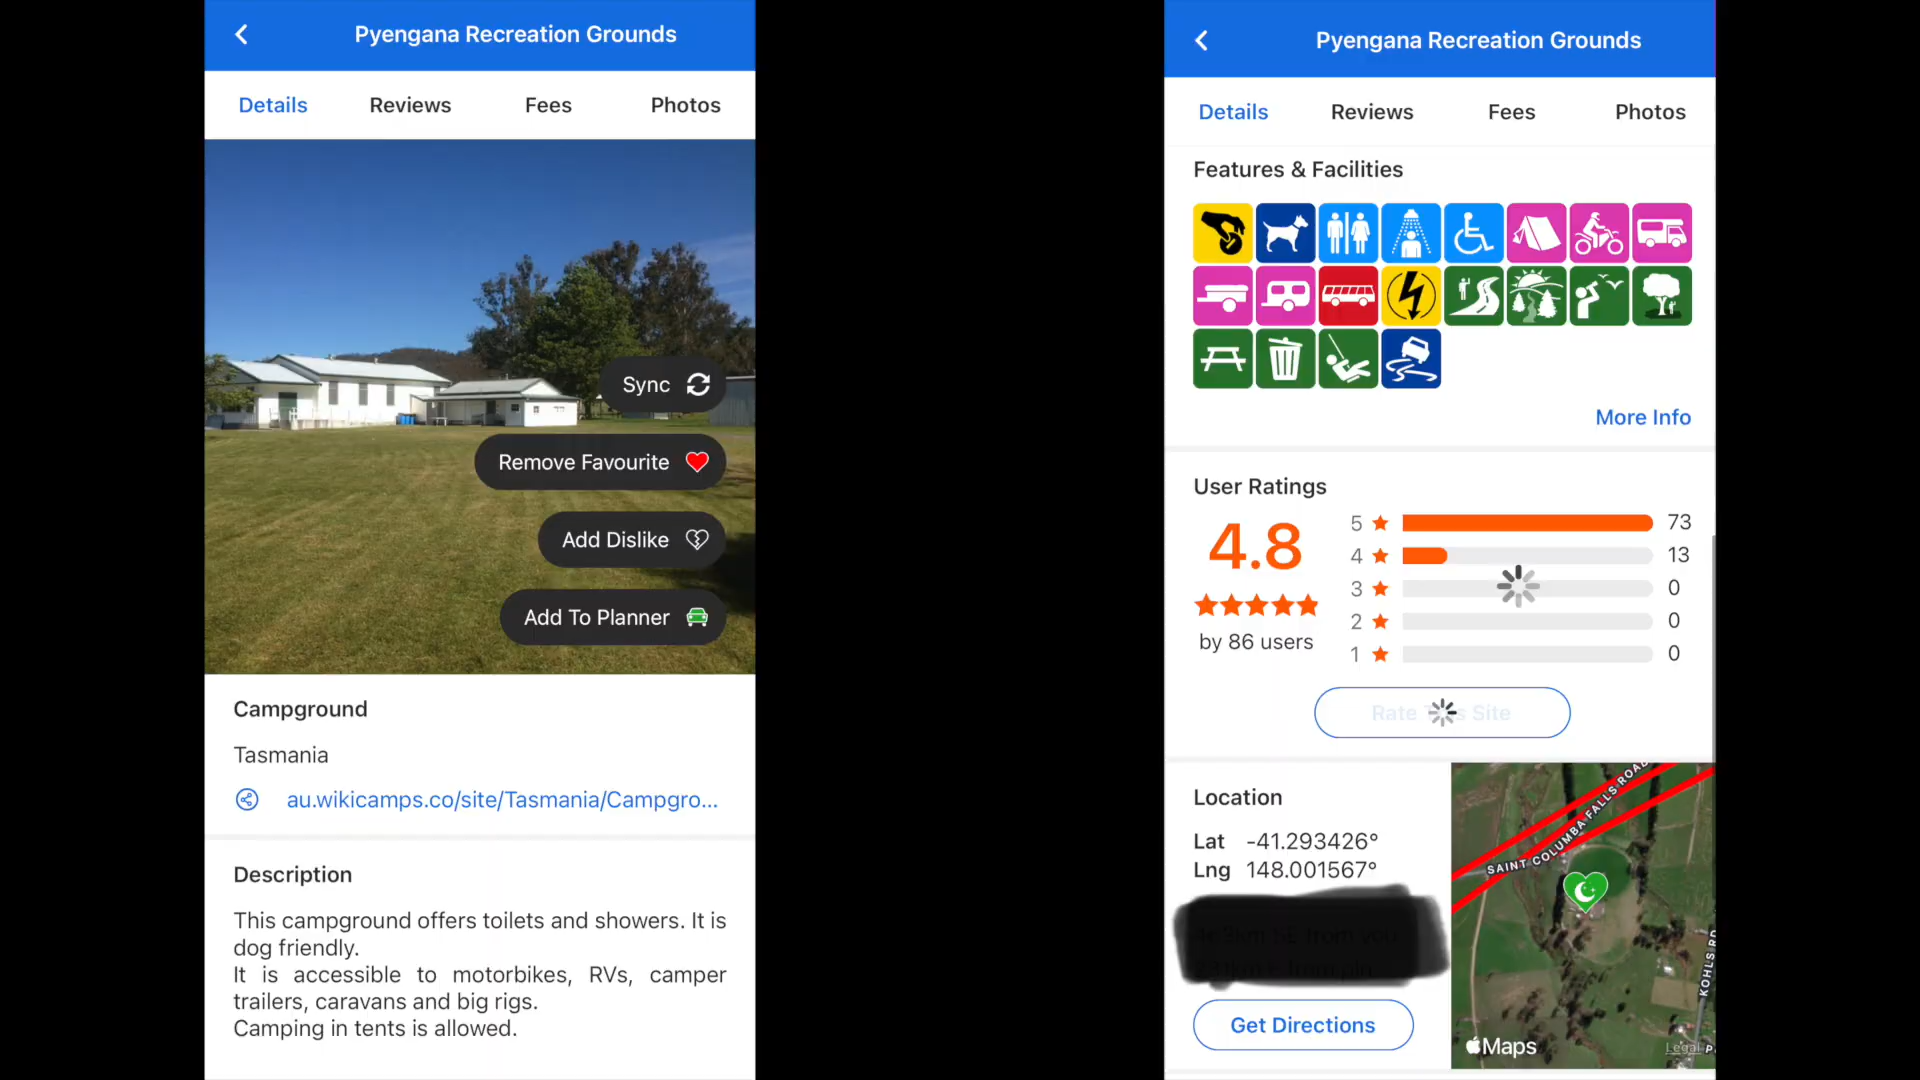 Pyengana Recreation Grounds
Details Reviews Fees Photos
Sync
Remove Favourite
Add Dislike
Add To Planner
Campground
Tasmania
au.wikicamps.co/site/Tasmania/Campgro...
Description
This campground offers toilets and showers. It is
dog friendly.
It is accessible to motorbikes, RVs, camper
trailers, caravans and big rigs.
Camping in tents is allowed.
Pyengana Recreation Grounds
Details Reviews Fees Photos
Features & Facilities
More Info
User Ratings
4.8
by 86 users
5 73
4 13
3 0
2 0
1 0
Rate Site
Location
Lat -41.293426°
Lng 148.001567°
Get Directions
SAINT COLUMBA FALLS ROAD
KOHLS RD
Maps
Legal